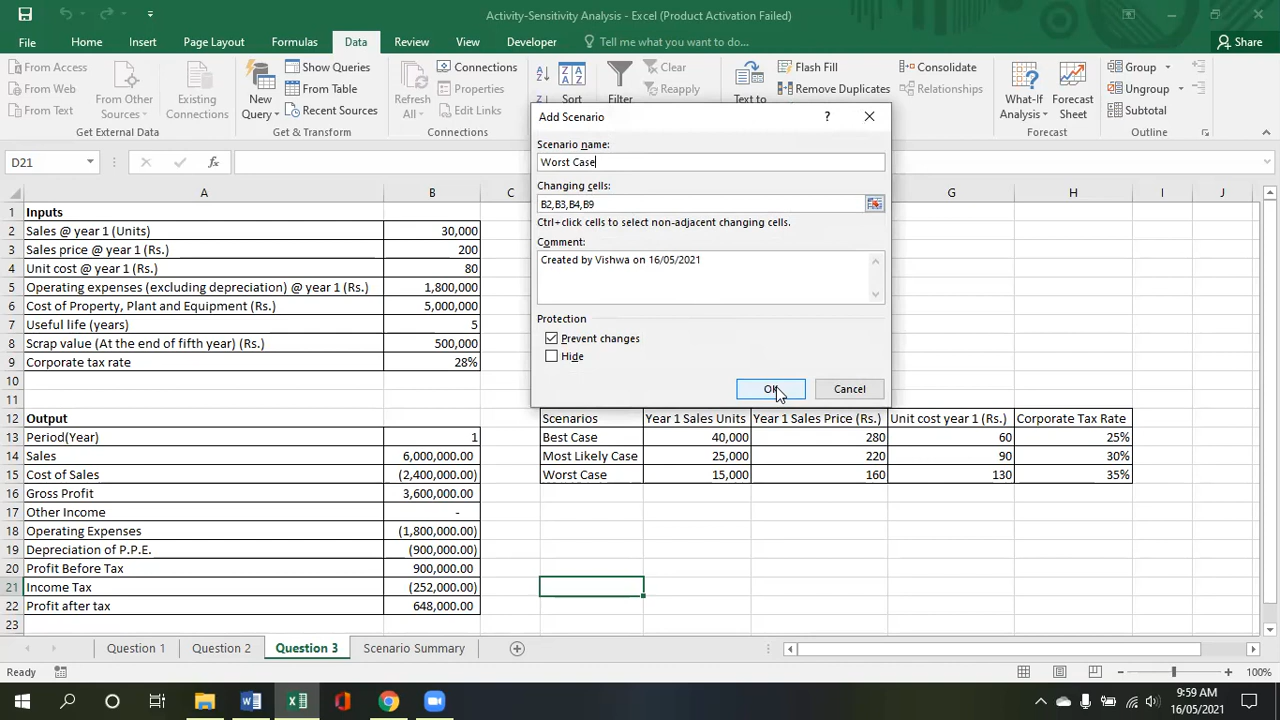 Activity-Sensitivity Analysis - Excel (Product Activation Failed)
File Home Insert Page Layout Formulas Data Review View Developer Tell me what you want to do... Share
From Access
From Web
From Text
From Other Sources
Existing Connections
Get External Data
New Query
Show Queries
From Table
Recent Sources
Get & Transform
Refresh All
Connections
Properties
Edit Links
Connections
Sort
Filter
Clear
Reapply
Text to
Flash Fill
Remove Duplicates
Consolidate
Relationships
What-If Analysis
Forecast Sheet
Forecast
Group
Ungroup
Subtotal
Outline
D21 fx
Add Scenario ?
Scenario name:
Worst Case
Changing cells:
B2,B3,B4,B9
Ctrl+click cells to select non-adjacent changing cells.
Comment:
Created by Vishwa on 16/05/2021
Protection
Prevent changes
Hide
OK Cancel
A B C G H I J
1 Inputs
2 Sales @ year 1 (Units) 30,000
3 Sales price @ year 1 (Rs.) 200
4 Unit cost @ year 1 (Rs.) 80
5 Operating expenses (excluding depreciation) @ year 1 (Rs.) 1,800,000
6 Cost of Property, Plant and Equipment (Rs.) 5,000,000
7 Useful life (years) 5
8 Scrap value (At the end of fifth year) (Rs.) 500,000
9 Corporate tax rate 28%
10
11
12 Output Scenarios Year 1 Sales Units Year 1 Sales Price (Rs.) Unit cost year 1 (Rs.) Corporate Tax Rate
13 Period(Year) 1 Best Case 40,000 280 60 25%
14 Sales 6,000,000.00 Most Likely Case 25,000 220 90 30%
15 Cost of Sales (2,400,000.00) Worst Case 15,000 160 130 35%
16 Gross Profit 3,600,000.00
17 Other Income -
18 Operating Expenses (1,800,000.00)
19 Depreciation of P.P.E. (900,000.00)
20 Profit Before Tax 900,000.00
21 Income Tax (252,000.00)
22 Profit after tax 648,000.00
23
Question 1 Question 2 Question 3 Scenario Summary
Ready 100%
9:59 AM
16/05/2021